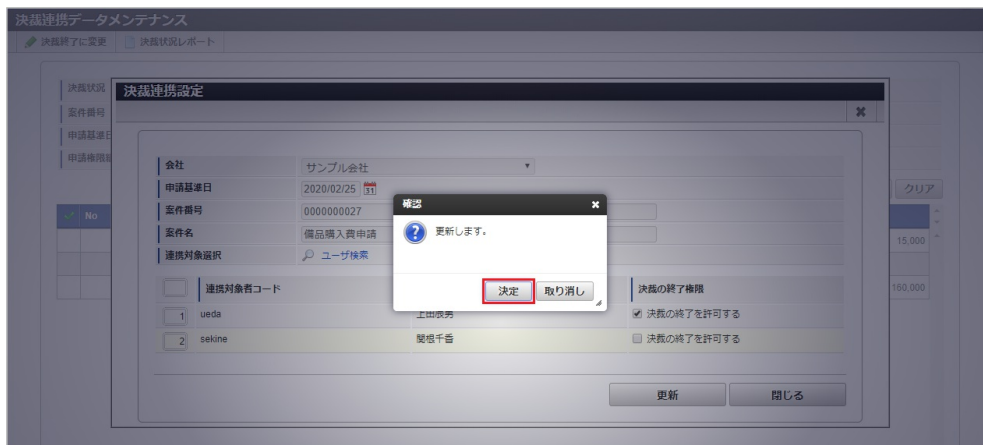 決裁連携データメンテナンス
決裁終了に変更 決裁状況レポート
決裁状況
案件番号
申請基準日
申請権限
クリア
No
15,000
160,000
決裁連携設定
会社 サンプル会社
申請基準日 2020/02/25 31
案件番号 0000000027
案件名 備品購入費申請
連携対象選択 ユーザ検索
連携対象者コード 決裁の終了権限
1 ueda 上田辰男 決裁の終了を許可する
2 sekine 関根千香 決裁の終了を許可する
更新 閉じる
確認
更新します。
決定 取り消し